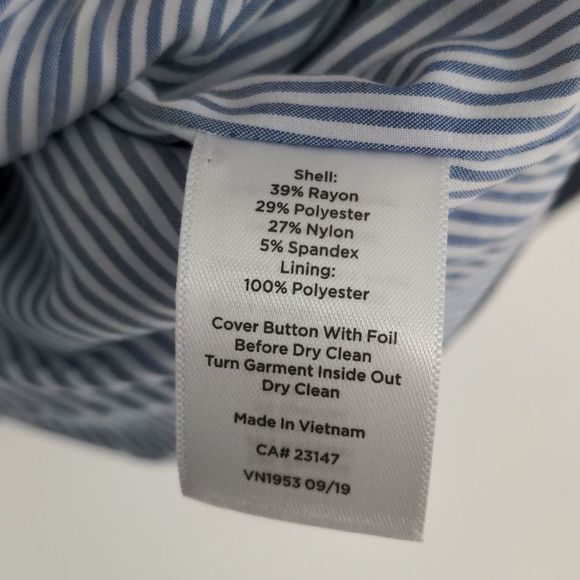 Shell:
39% Rayon
29% Polyester
27% Nylon
5% Spandex
Lining:
100% Polyester
Cover Button With Foil
Before Dry Clean
Turn Garment Inside Out
Dry Clean
Made In Vietnam
CA# 23147
VN1953 09/19